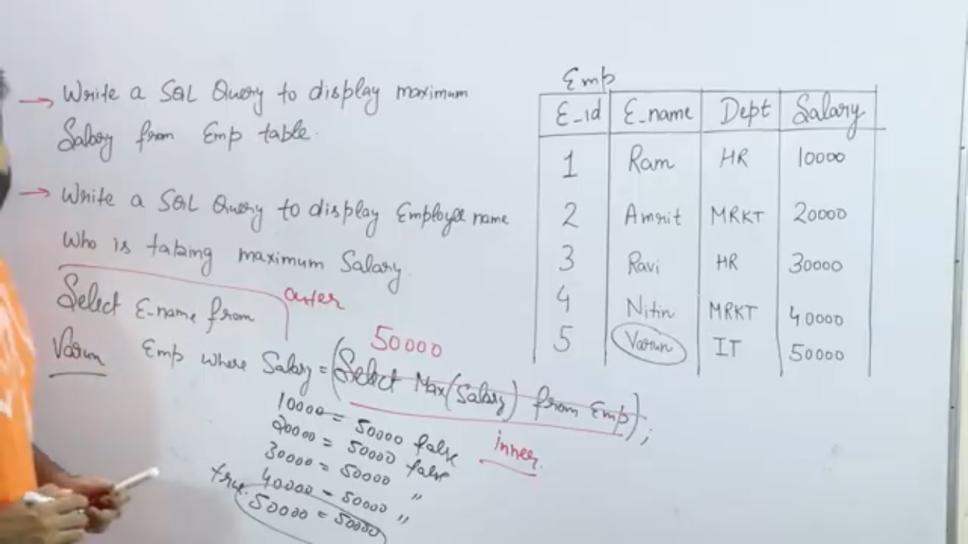 → Write a SQL Query to display maximum
Salary from Emp table.
→ Write a SQL Query to display Employee name
Who is taking maximum Salary.
outer
Select E_name from
Varun Emp where Salary = (Select Max(Salary) from Emp);
50000
inner
10000 = 50000 false
20000 = 50000 false
30000 = 50000 "
40000 = 50000 "
true. 50000 = 50000
Emp
E_id E_name Dept Salary
1 Ram HR 10000
2 Amrit MRKT 20000
3 Ravi HR 30000
4 Nitin MRKT 40000
5 Varun IT 50000